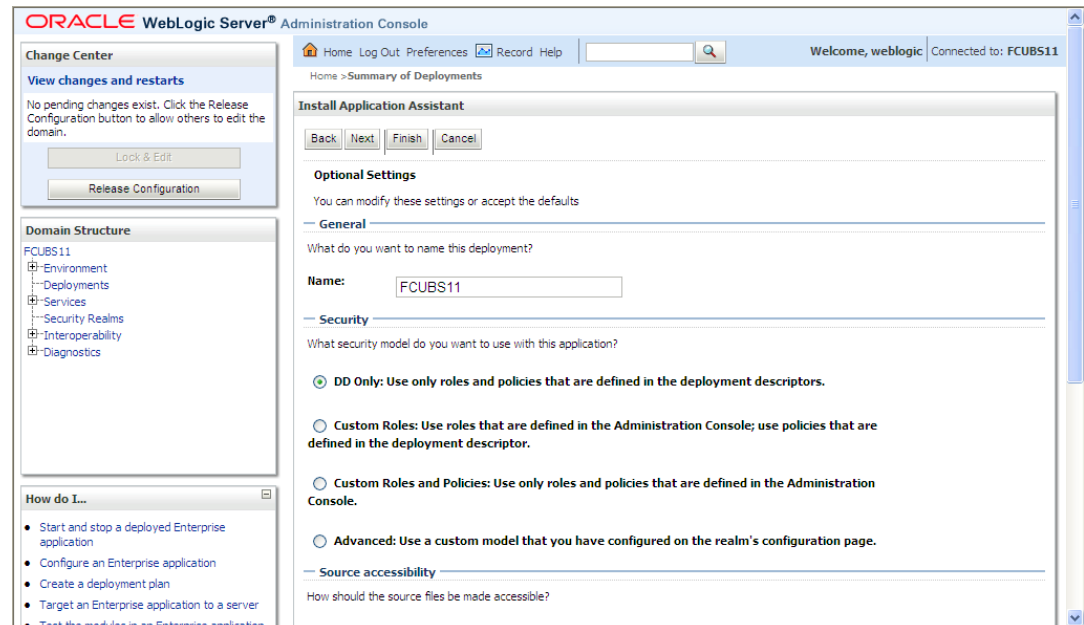 ORACLE WebLogic Server® Administration Console
Change Center
View changes and restarts
No pending changes exist. Click the Release
Configuration button to allow others to edit the
domain.
Lock & Edit
Release Configuration
Domain Structure
FCUBS11
Environment
Deployments
Services
Security Realms
Interoperability
Diagnostics
How do I...
Start and stop a deployed Enterprise
application
Configure an Enterprise application
Create a deployment plan
Target an Enterprise application to a server
Test the modules in an Enterprise application
Home Log Out Preferences Record Help
Welcome, weblogic Connected to: FCUBS11
Home >Summary of Deployments
Install Application Assistant
Back Next Finish Cancel
Optional Settings
You can modify these settings or accept the defaults
General
What do you want to name this deployment?
Name: FCUBS11
Security
What security model do you want to use with this application?
DD Only: Use only roles and policies that are defined in the deployment descriptors.
Custom Roles: Use roles that are defined in the Administration Console; use policies that are
defined in the deployment descriptor.
Custom Roles and Policies: Use only roles and policies that are defined in the Administration
Console.
Advanced: Use a custom model that you have configured on the realm's configuration page.
Source accessibility
How should the source files be made accessible?